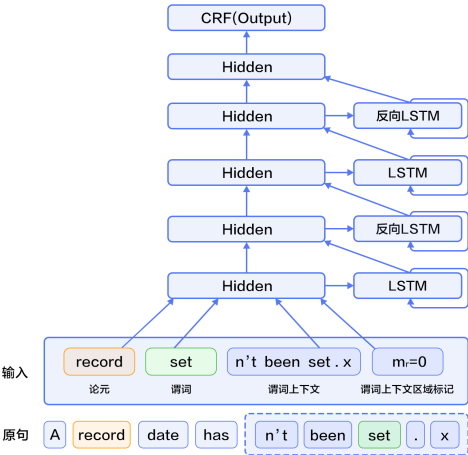 CRF(Output)
Hidden
Hidden
反向LSTM
Hidden
LSTM
Hidden
反向LSTM
Hidden
LSTM
输入
record set n't been set.x mᵣ=0
论元 谓词 谓词上下文 谓词上下文区域标记
原句 A record date has n't been set . x